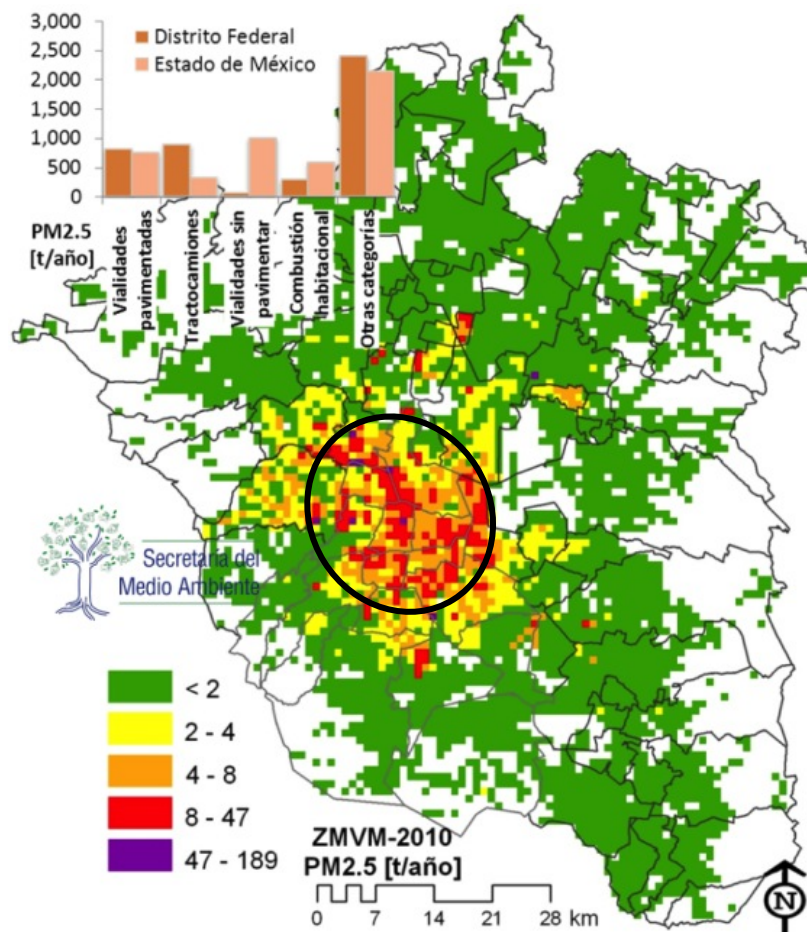 3,000
2,500
2,000
1,500
1,000
500
0
Distrito Federal
Estado de México
PM2.5
[t/año]
Vialidades
pavimentadas
Tractocamiones
Vialidades sin
pavimentar
Combustión
habitacional
Otras categorías
Secretaría del
Medio Ambiente
< 2
2 - 4
4 - 8
8 - 47
47 - 189
ZMVM-2010
PM2.5 [t/año]
0 7 14 21 28 km
N